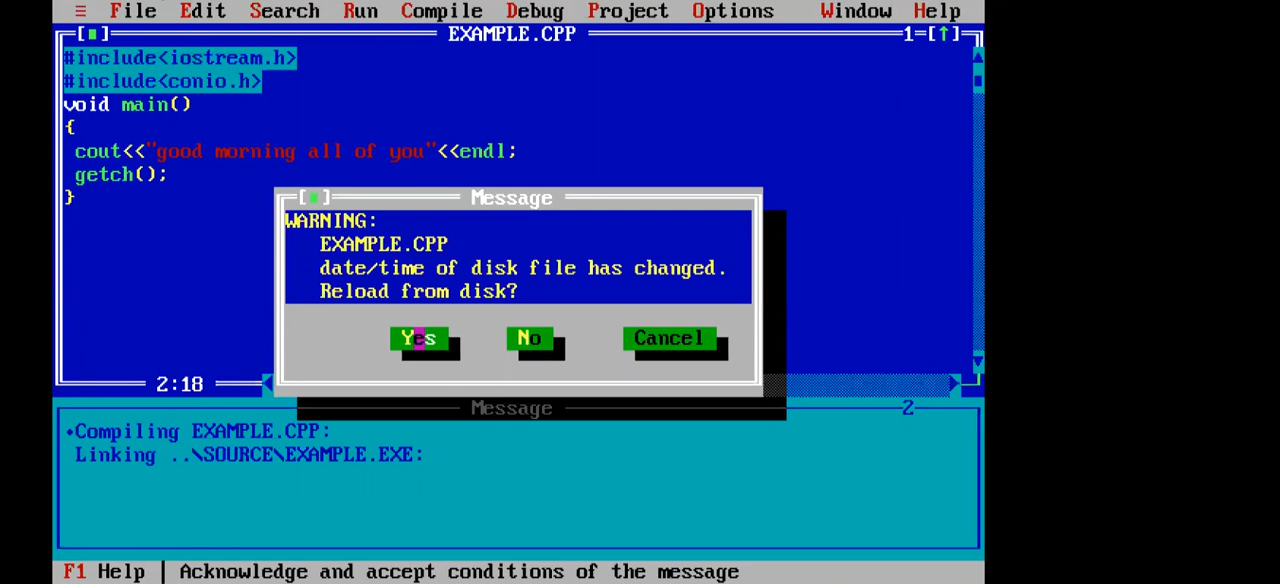 ≡ File Edit Search Run Compile Debug Project Options Window Help
[■] EXAMPLE.CPP 1=[↑]
#include<iostream.h>
#include<conio.h>
void main()
{
cout<<"good morning all of you"<<endl;
getch();
}
[■] Message
WARNING:
EXAMPLE.CPP
date/time of disk file has changed.
Reload from disk?
Yes No Cancel
2:18
Message 2
•Compiling EXAMPLE.CPP:
Linking ..\SOURCE\EXAMPLE.EXE:
F1 Help | Acknowledge and accept conditions of the message